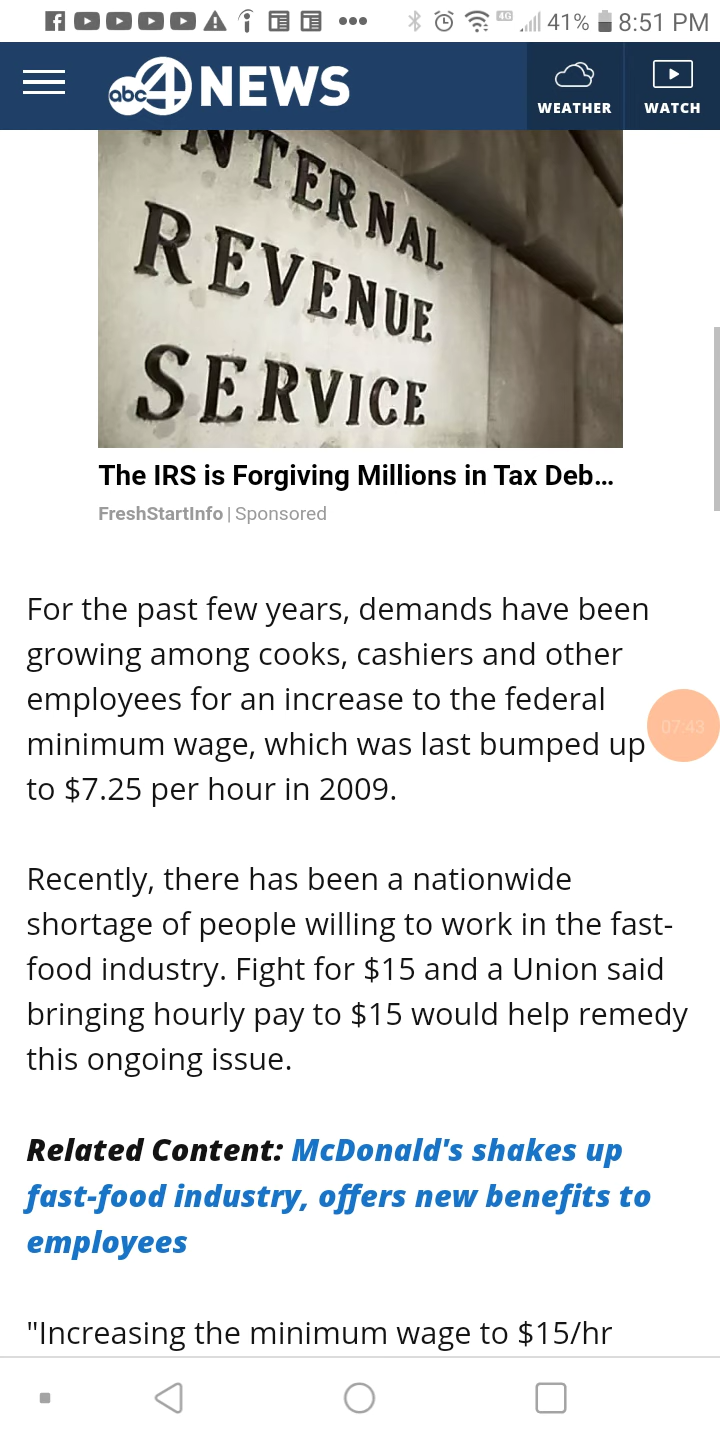 41% 8:51 PM
abc 4 NEWS
WEATHER
WATCH
INTERNAL
REVENUE
SERVICE
The IRS is Forgiving Millions in Tax Deb...
FreshStartInfo | Sponsored
For the past few years, demands have been
growing among cooks, cashiers and other
employees for an increase to the federal
minimum wage, which was last bumped up
07:43
to $7.25 per hour in 2009.
Recently, there has been a nationwide
shortage of people willing to work in the fast-
food industry. Fight for $15 and a Union said
bringing hourly pay to $15 would help remedy
this ongoing issue.
Related Content: McDonald's shakes up
fast-food industry, offers new benefits to
employees
"Increasing the minimum wage to $15/hr